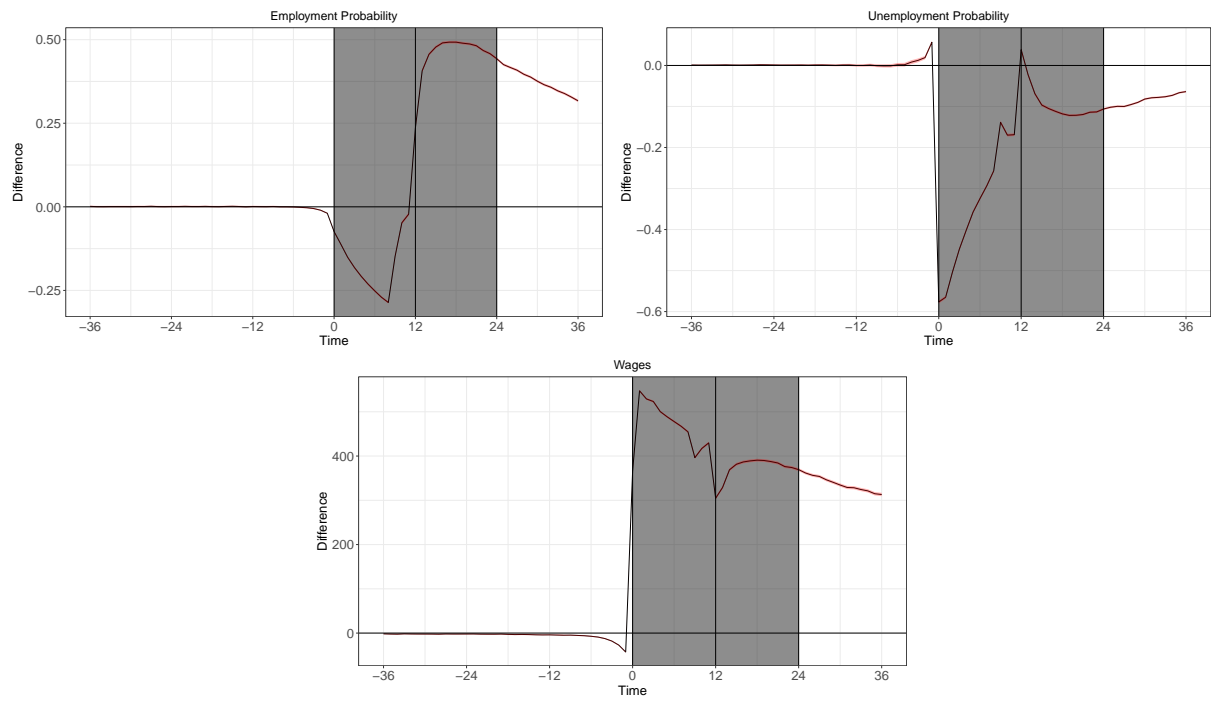 Employment Probability
Difference
0.50
0.25
0.00
−0.25
−36 −24 −12 0 12 24 36
Time
Unemployment Probability
Difference
0.0
−0.2
−0.4
−0.6
−36 −24 −12 0 12 24 36
Time
Wages
Difference
400
200
0
−36 −24 −12 0 12 24 36
Time